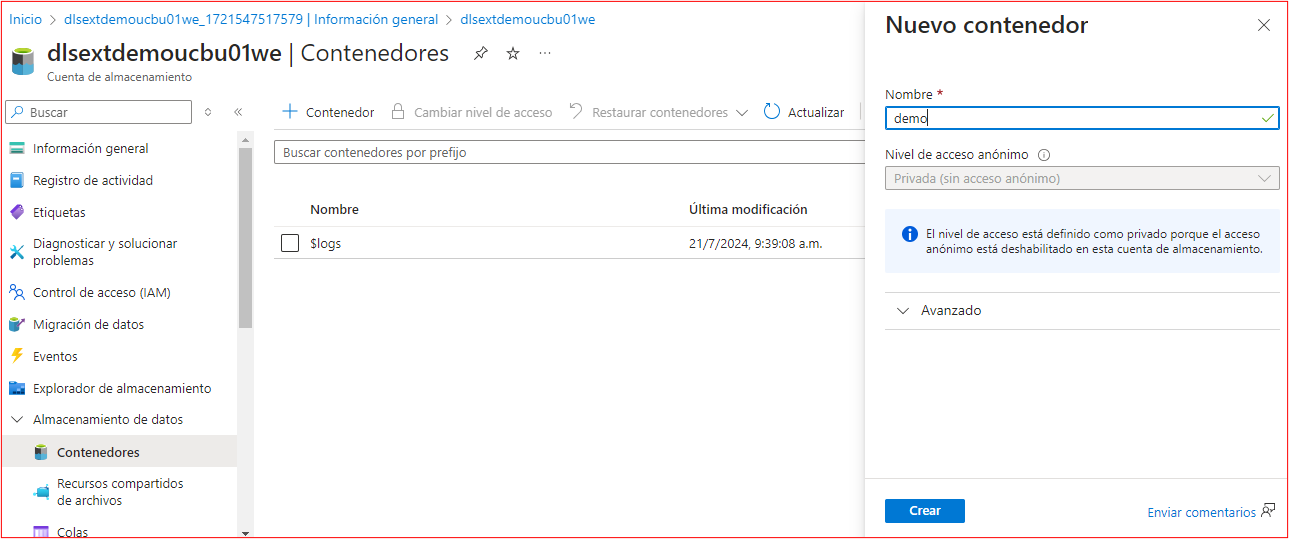 Inicio > dlsextdemoucbu01we_1721547517579 | Información general > dlsextdemoucbu01we
dlsextdemoucbu01we | Contenedores
Cuenta de almacenamiento
Buscar
Información general
Registro de actividad
Etiquetas
Diagnosticar y solucionar
problemas
Control de acceso (IAM)
Migración de datos
Eventos
Explorador de almacenamiento
Almacenamiento de datos
Contenedores
Recursos compartidos
de archivos
Colas
Contenedor Cambiar nivel de acceso Restaurar contenedores Actualizar
Buscar contenedores por prefijo
Nombre Última modificación
$logs 21/7/2024, 9:39:08 a.m.
Nuevo contenedor
Nombre *
demo
Nivel de acceso anónimo
Privada (sin acceso anónimo)
El nivel de acceso está definido como privado porque el acceso
anónimo está deshabilitado en esta cuenta de almacenamiento.
Avanzado
Crear
Enviar comentarios